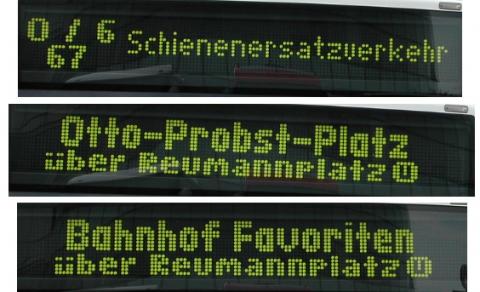 O / 6
67 Schienenersatzverkehr
Otto-Probst-Platz
über Reumannplatz
Bahnhof Favoriten
über Reumannplatz